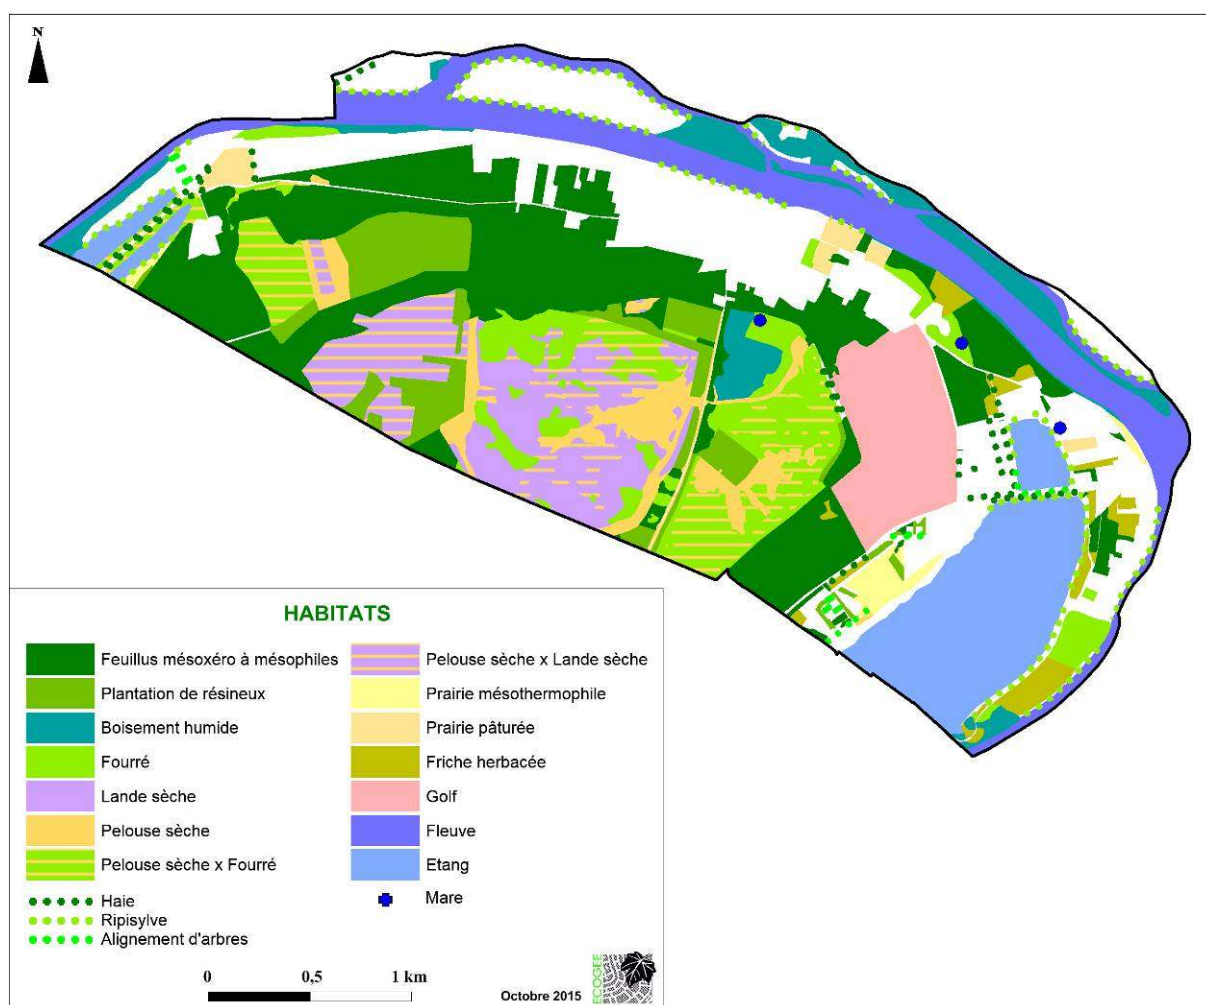 N
HABITATS
Feuillus mésoxéro à mésophiles
Plantation de résineux
Boisement humide
Fourré
Lande sèche
Pelouse sèche
Pelouse sèche x Fourré
Haie
Ripisylve
Alignement d'arbres
Pelouse sèche x Lande sèche
Prairie mésothermophile
Prairie pâturée
Friche herbacée
Golf
Fleuve
Etang
Mare
0 0,5 1 km
Octobre 2015
ECOGEE